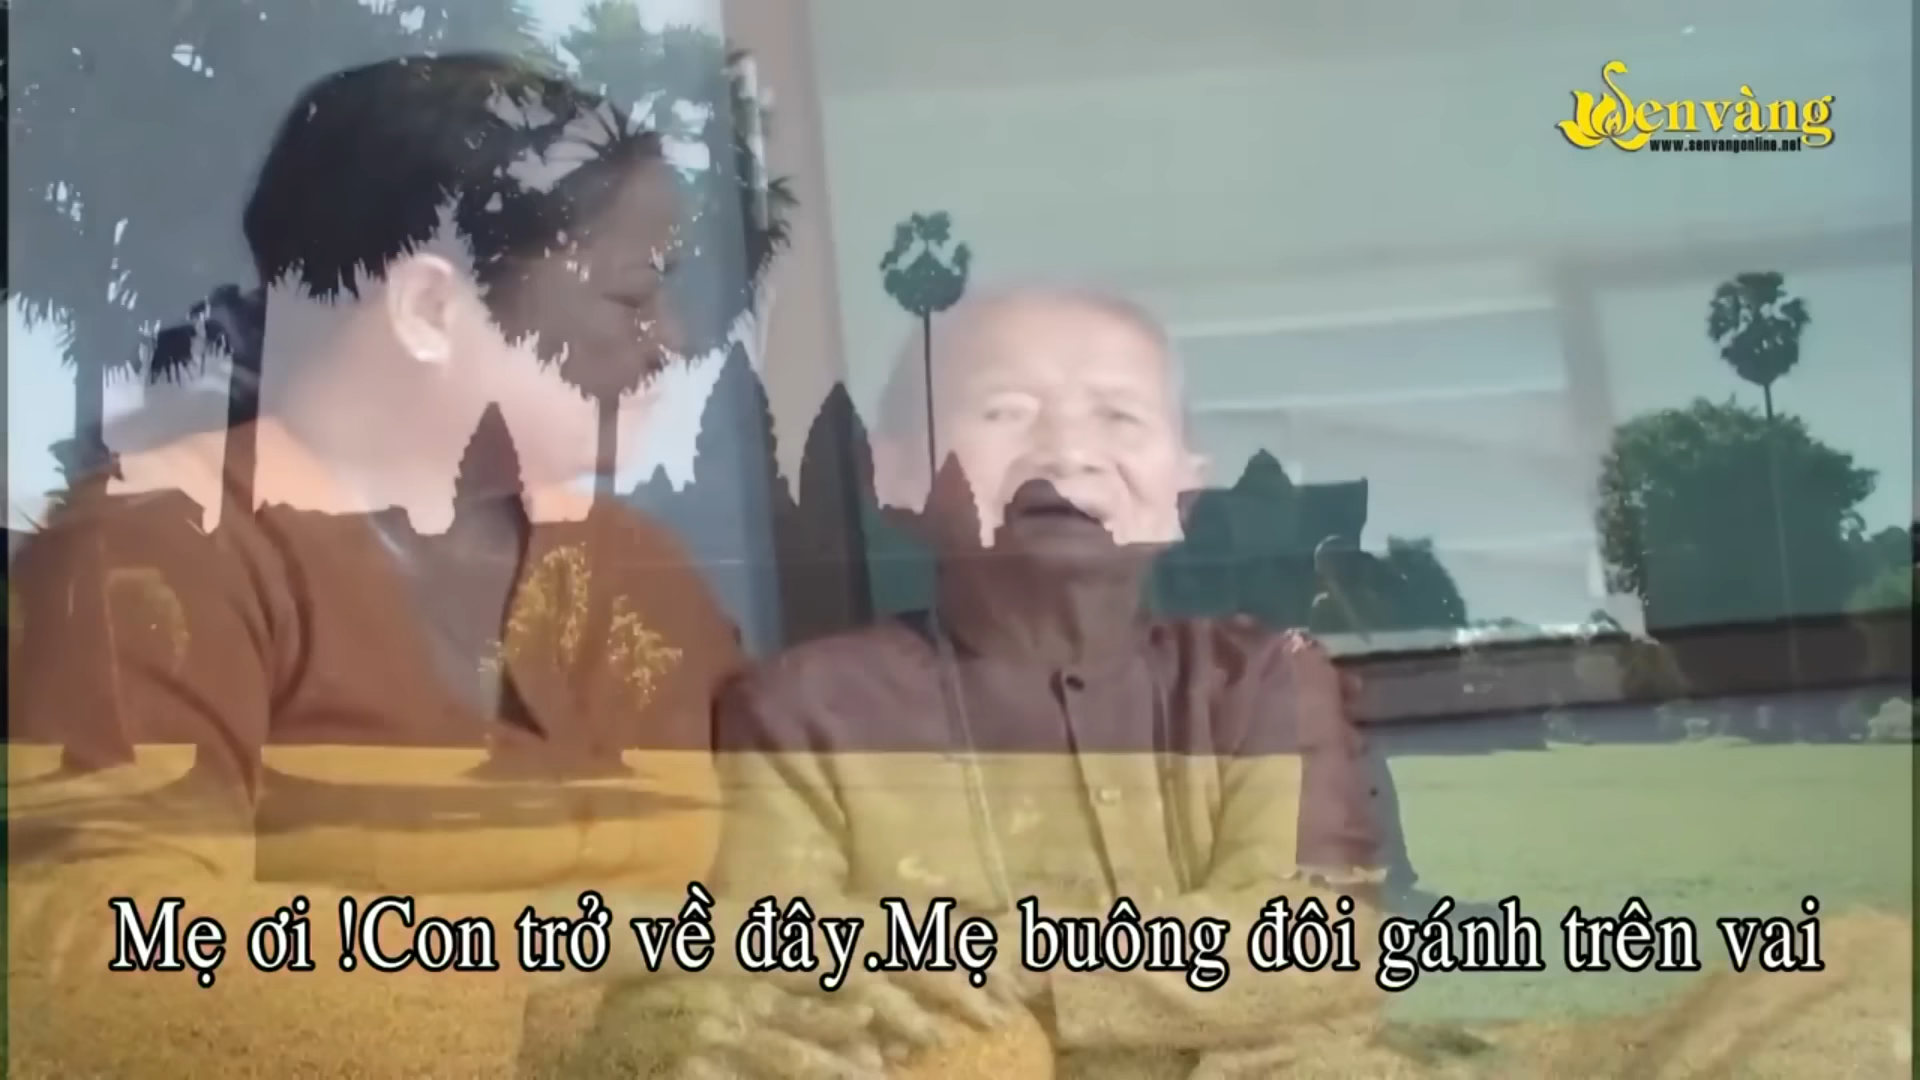 Senvàng
www.senvangonline.net
Mẹ ơi !Con trở về đây.Mẹ buông đôi gánh trên vai